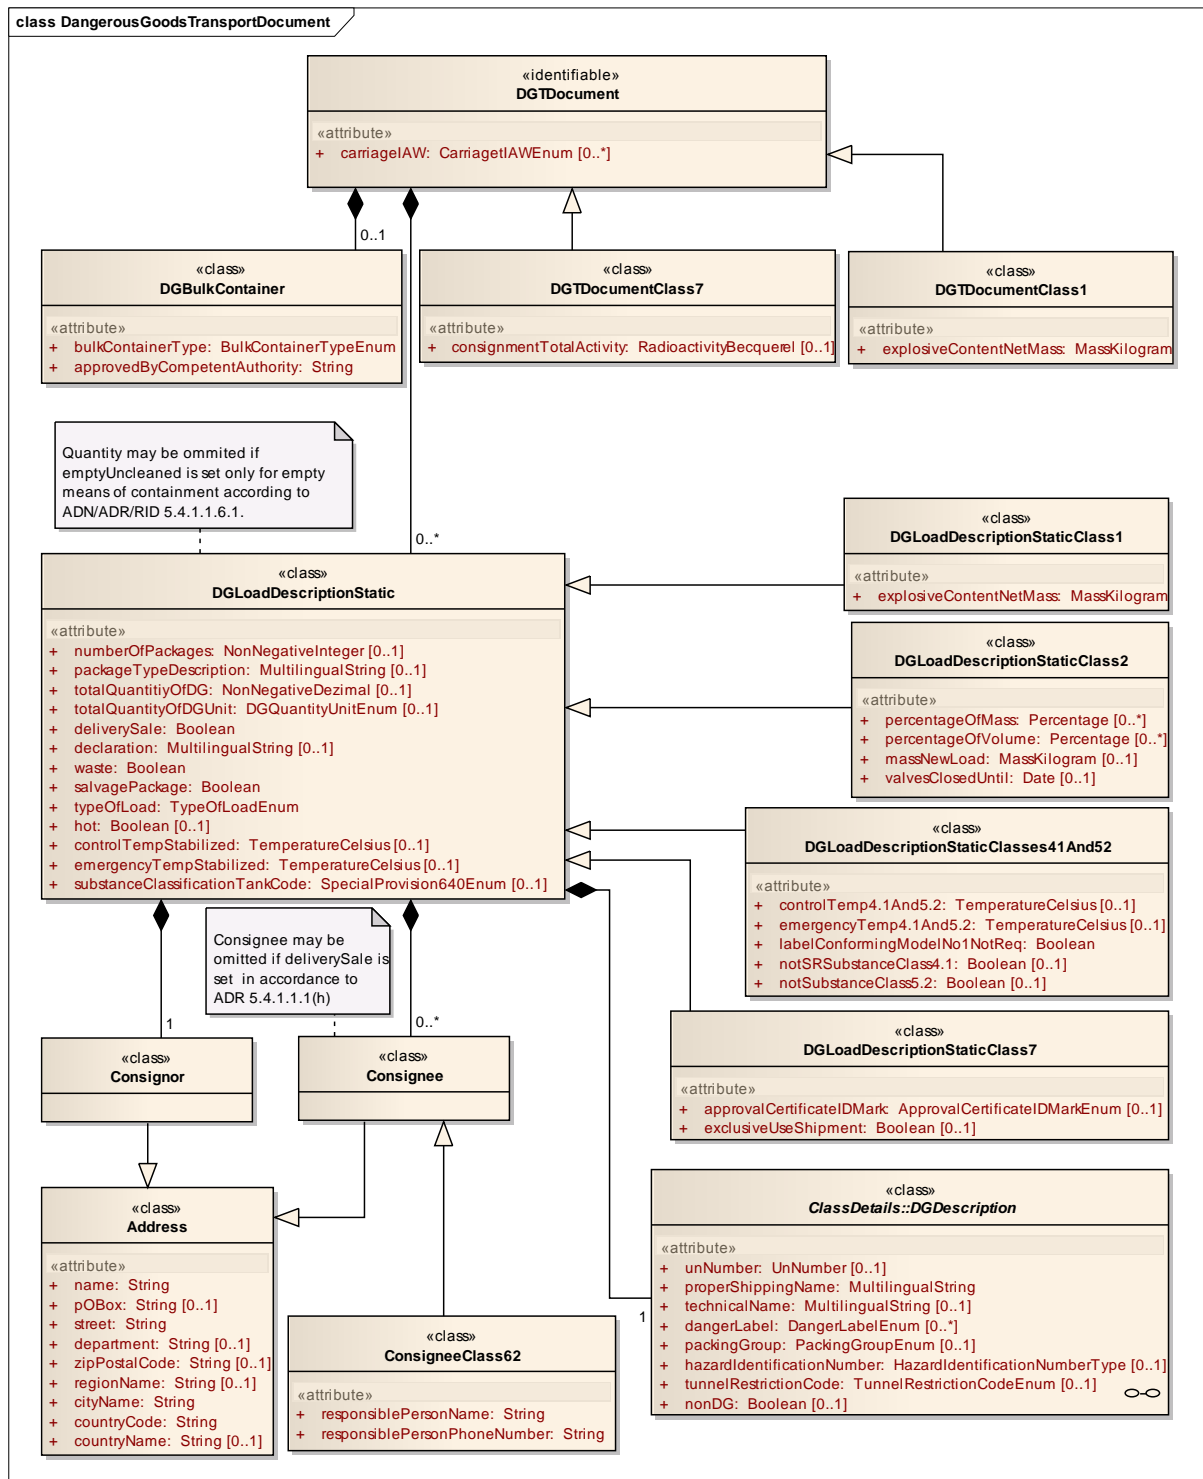 class DangerousGoodsTransportDocument
«identifiable»
DGTDocument
«attribute»
+ carriageIAW: CarriagetIAWEnum [0..*]
0..1
«class»
DGBulkContainer
«attribute»
+ bulkContainerType: BulkContainerTypeEnum
+ approvedByCompetentAuthority: String
«class»
DGTDocumentClass7
«attribute»
+ consignmentTotalActivity: RadioactivityBecquerel [0..1]
«class»
DGTDocumentClass1
«attribute»
+ explosiveContentNetMass: MassKilogram
Quantity may be ommited if
emptyUncleaned is set only for empty
means of containment according to
ADN/ADR/RID 5.4.1.1.6.1.
0..*
«class»
DGLoadDescriptionStatic
«attribute»
+ numberOfPackages: NonNegativeInteger [0..1]
+ packageTypeDescription: MultilingualString [0..1]
+ totalQuantitiyOfDG: NonNegativeDezimal [0..1]
+ totalQuantityOfDGUnit: DGQuantityUnitEnum [0..1]
+ deliverySale: Boolean
+ declaration: MultilingualString [0..1]
+ waste: Boolean
+ salvagePackage: Boolean
+ typeOfLoad: TypeOfLoadEnum
+ hot: Boolean [0..1]
+ controlTempStabilized: TemperatureCelsius [0..1]
+ emergencyTempStabilized: TemperatureCelsius [0..1]
+ substanceClassificationTankCode: SpecialProvision640Enum [0..1]
«class»
DGLoadDescriptionStaticClass1
«attribute»
+ explosiveContentNetMass: MassKilogram
«class»
DGLoadDescriptionStaticClass2
«attribute»
+ percentageOfMass: Percentage [0..*]
+ percentageOfVolume: Percentage [0..*]
+ massNewLoad: MassKilogram [0..1]
+ valvesClosedUntil: Date [0..1]
«class»
DGLoadDescriptionStaticClasses41And52
«attribute»
+ controlTemp4.1And5.2: TemperatureCelsius [0..1]
+ emergencyTemp4.1And5.2: TemperatureCelsius [0..1]
+ labelConformingModelNo1NotReq: Boolean
+ notSRSubstanceClass4.1: Boolean [0..1]
+ notSubstanceClass5.2: Boolean [0..1]
Consignee may be
omitted if deliverySale is
set in accordance to
ADR 5.4.1.1.1(h)
1
0..*
«class»
DGLoadDescriptionStaticClass7
«attribute»
+ approvalCertificateIDMark: ApprovalCertificateIDMarkEnum [0..1]
+ exclusiveUseShipment: Boolean [0..1]
«class»
Consignor
«class»
Consignee
«class»
Address
«attribute»
+ name: String
+ pOBox: String [0..1]
+ street: String
+ department: String [0..1]
+ zipPostalCode: String [0..1]
+ regionName: String [0..1]
+ cityName: String
+ countryCode: String
+ countryName: String [0..1]
«class»
ConsigneeClass62
«attribute»
+ responsiblePersonName: String
+ responsiblePersonPhoneNumber: String
1
«class»
ClassDetails::DGDescription
«attribute»
+ unNumber: UnNumber [0..1]
+ properShippingName: MultilingualString
+ technicalName: MultilingualString [0..1]
+ dangerLabel: DangerLabelEnum [0..*]
+ packingGroup: PackingGroupEnum [0..1]
+ hazardIdentificationNumber: HazardIdentificationNumberType [0..1]
+ tunnelRestrictionCode: TunnelRestrictionCodeEnum [0..1]
+ nonDG: Boolean [0..1]